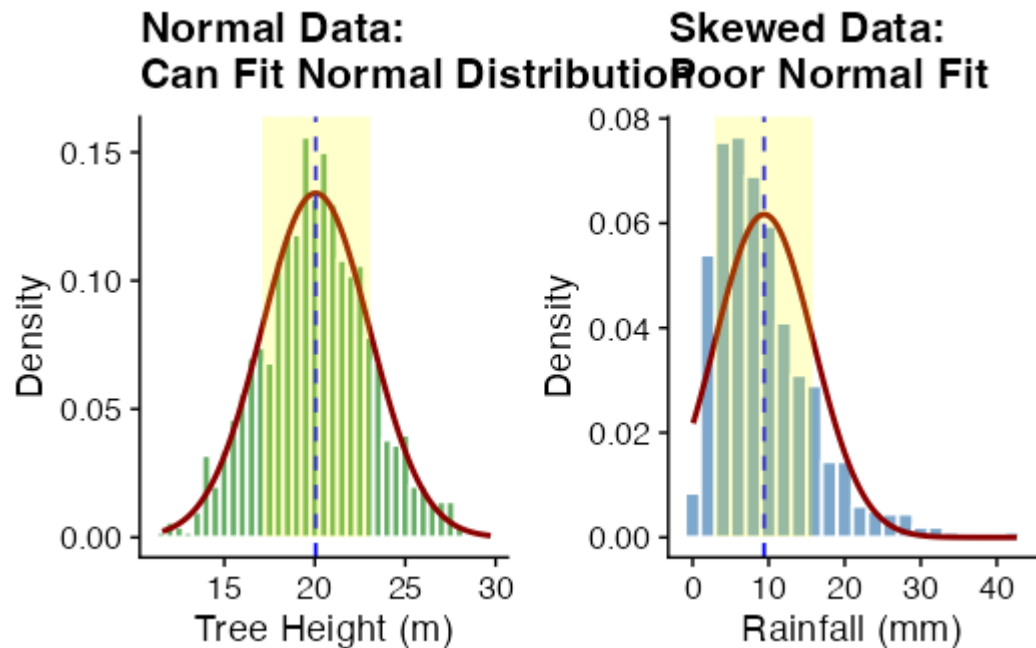 Normal Data:
Can Fit Normal Distribution
Skewed Data:
Poor Normal Fit
Density
0.15
0.10
0.05
0.00
15 20 25 30
Tree Height (m)
Density
0.08
0.06
0.04
0.02
0.00
0 10 20 30 40
Rainfall (mm)